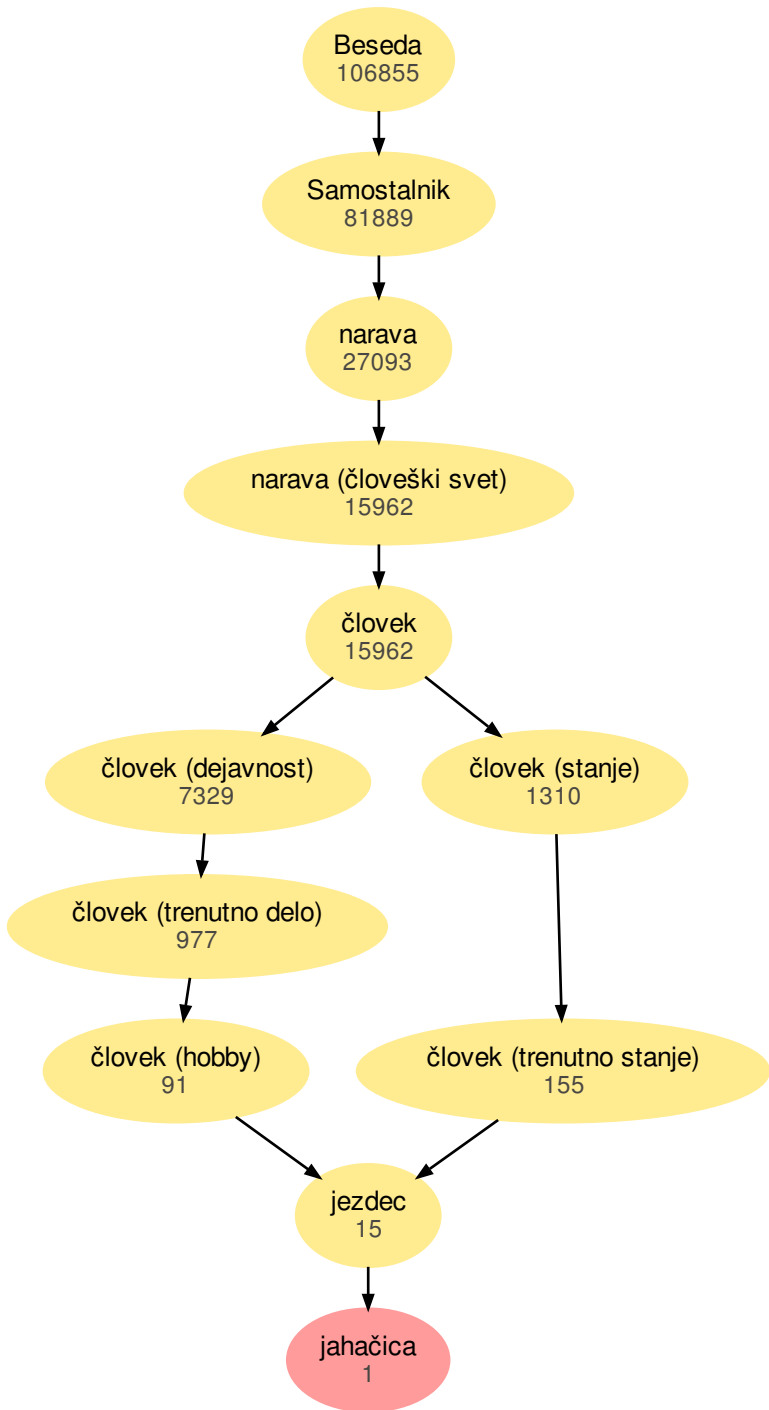 Beseda
106855
Samostalnik
81889
narava
27093
narava (človeški svet)
15962
človek
15962
človek (dejavnost)
7329
človek (stanje)
1310
človek (trenutno delo)
977
človek (hobby)
91
človek (trenutno stanje)
155
jezdec
15
jahačica
1